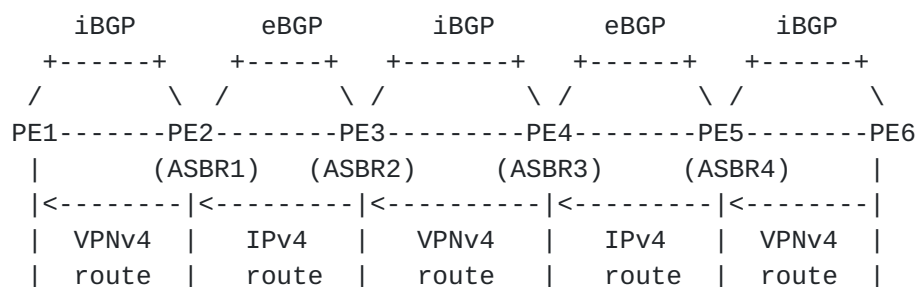 iBGP eBGP iBGP eBGP iBGP
+------+ +-----+ +-------+ +------+ +------+
/ \ / \ / \ / \ / \
PE1-------PE2--------PE3---------PE4--------PE5--------PE6
| (ASBR1) (ASBR2) (ASBR3) (ASBR4) |
|<--------|<---------|<----------|<---------|<--------|
| VPNv4 | IPv4 | VPNv4 | IPv4 | VPNv4 |
| route | route | route | route | route |